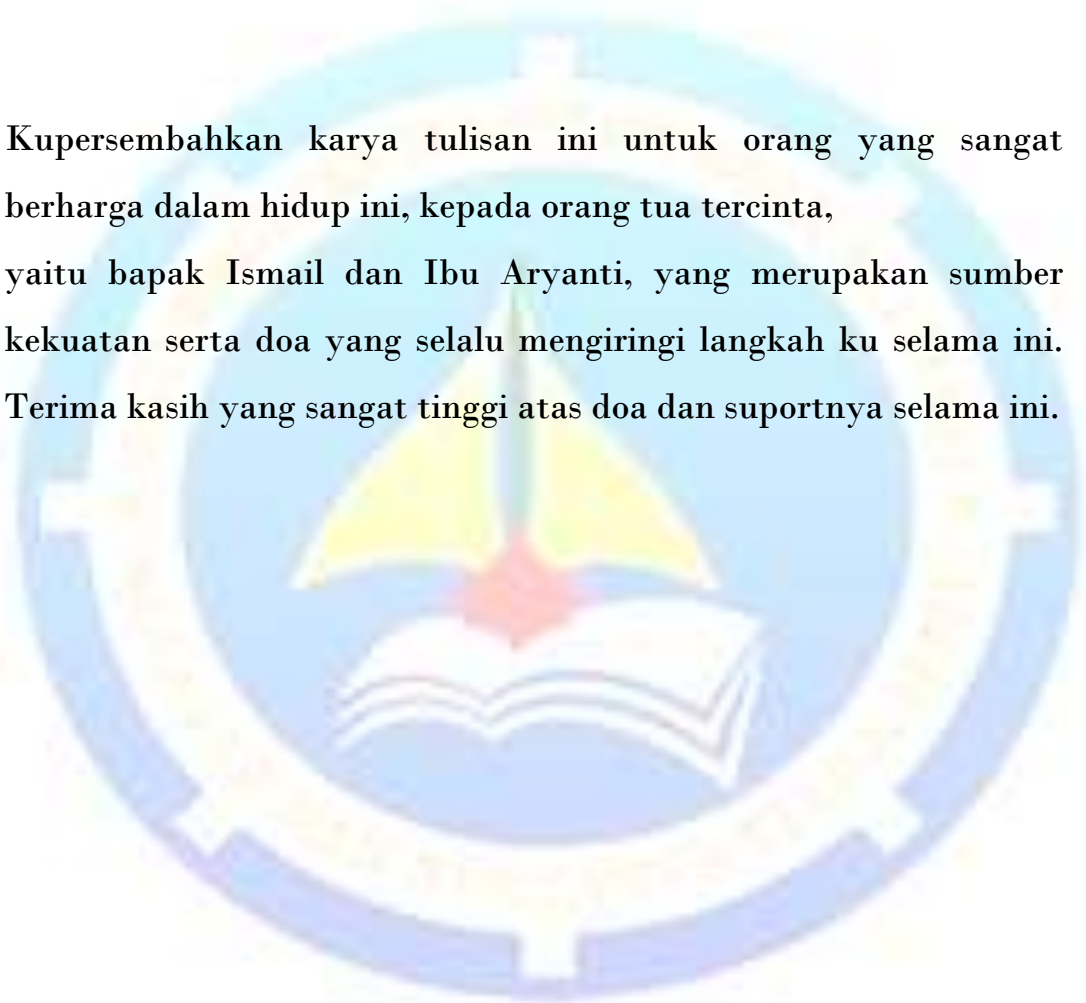 Kupersembahkan karya tulisan ini untuk orang yang sangat
berharga dalam hidup ini, kepada orang tua tercinta,
yaitu bapak Ismail dan Ibu Aryanti, yang merupakan sumber
kekuatan serta doa yang selalu mengiringi langkah ku selama ini.
Terima kasih yang sangat tinggi atas doa dan suportnya selama ini.